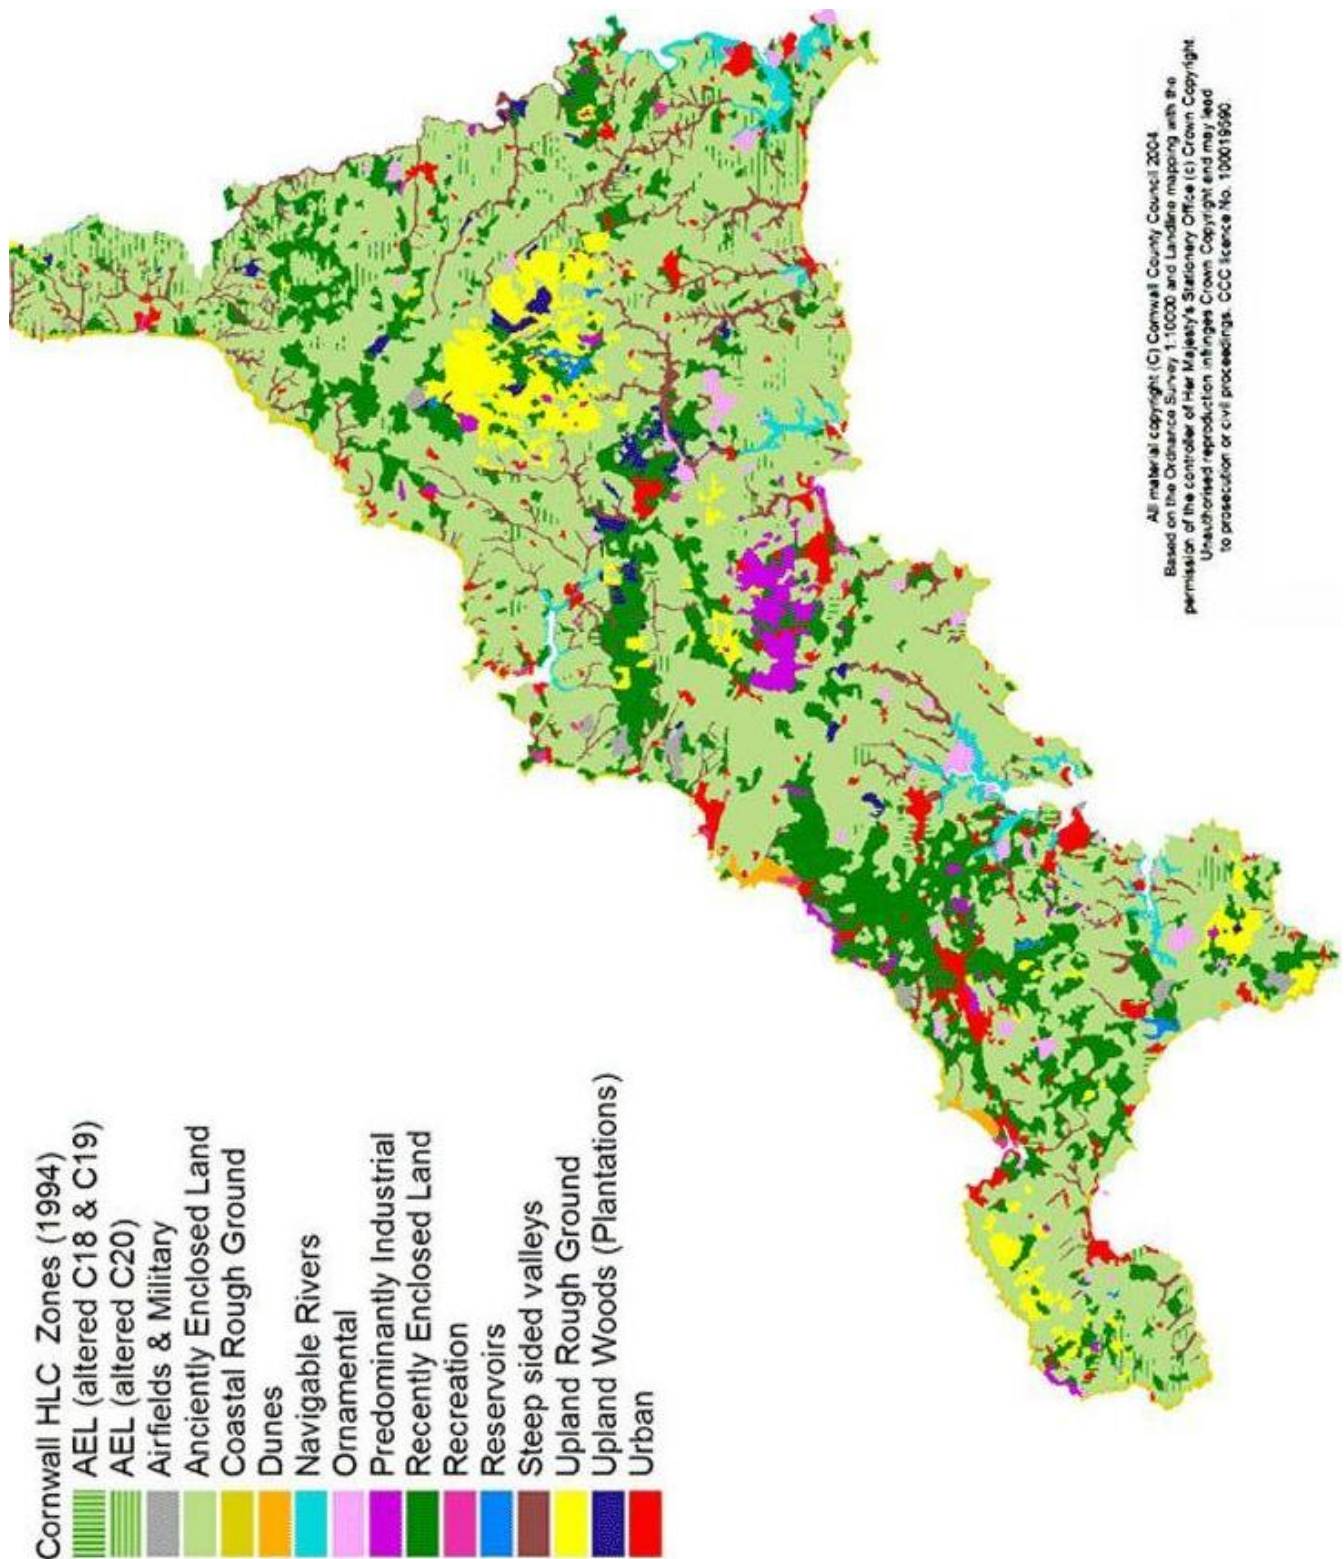 Cornwall HLC Zones (1994)
AEL (altered C18 & C19)
AEL (altered C20)
Airfields & Military
Anciently Enclosed Land
Coastal Rough Ground
Dunes
Navigable Rivers
Ornamental
Predominantly Industrial
Recently Enclosed Land
Recreation
Reservoirs
Steep sided valleys
Upland Rough Ground
Upland Woods (Plantations)
Urban
All material copyright (C) Cornwall County Council 2004
Based on the Ordnance Survey 1:10000 and Landline mapping with the
permission of the controller of Her Majesty's Stationery Office (c) Crown Copyright
Unauthorised reproduction infringes Crown Copyright and may lead
to prosecution or civil proceedings. CCC licence No. 100019590